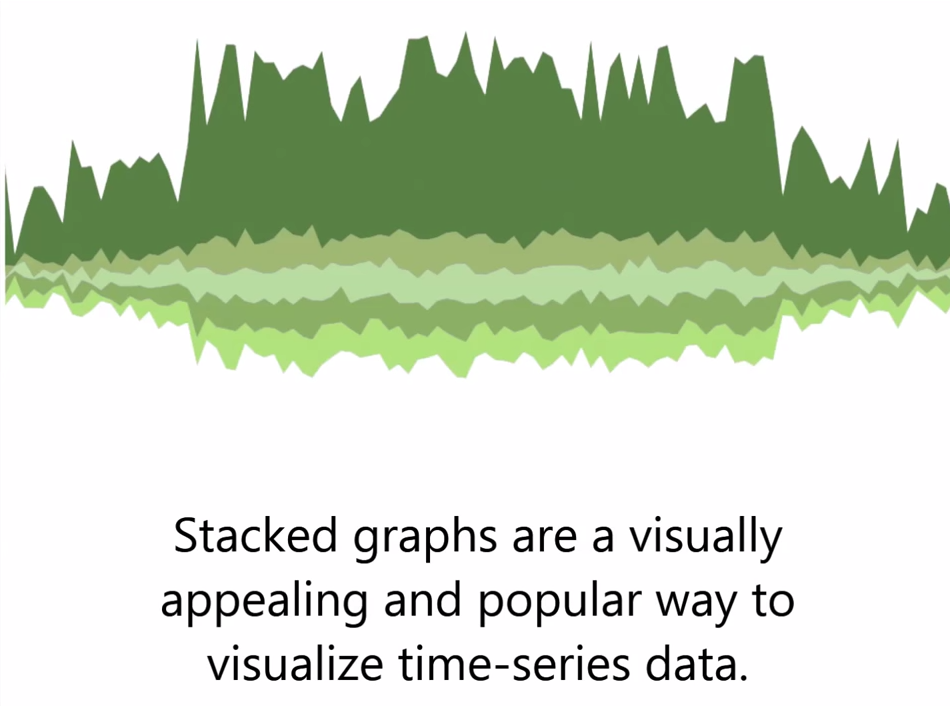 Stacked graphs are a visually
appealing and popular way to
visualize time-series data.